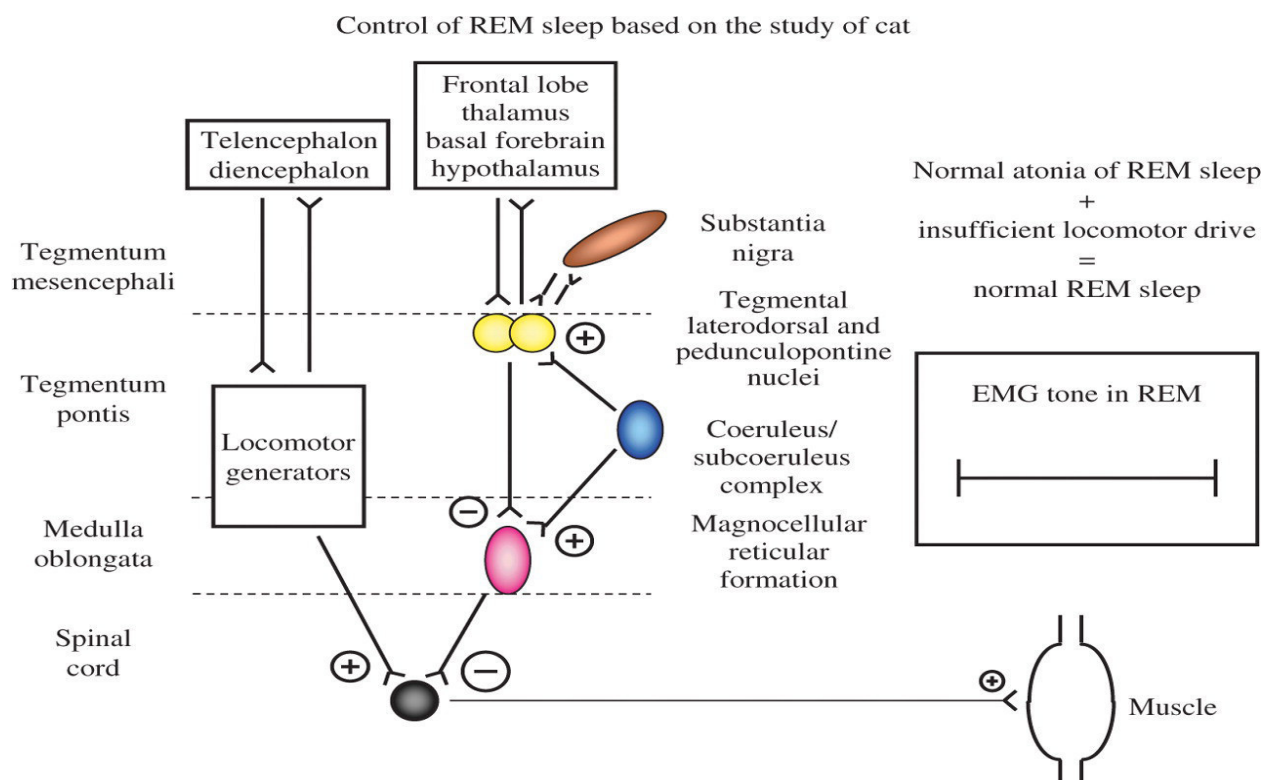 Control of REM sleep based on the study of cat
Frontal lobe
thalamus
basal forebrain
hypothalamus
Telencephalon
diencephalon
Normal atonia of REM sleep
+
insufficient locomotor drive
=
normal REM sleep
Tegmentum
mesencephali
Substantia
nigra
Tegmental
laterodorsal and
pedunculopontine
nuclei
+
Tegmentum
pontis
EMG tone in REM
Locomotor
generators
Coeruleus/
subcoeruleus
complex
−
+
Medulla
oblongata
Magnocellular
reticular
formation
Spinal
cord
+
−
+
Muscle